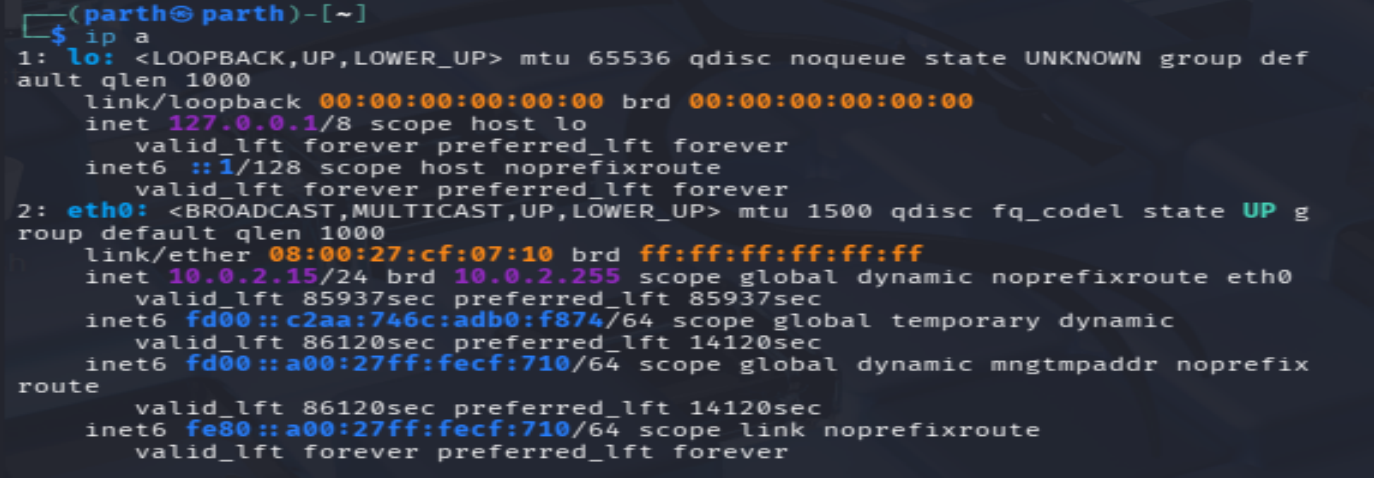 ┌──(parth㉿parth)-[~]
└─$ ip a
1: lo: <LOOPBACK,UP,LOWER_UP> mtu 65536 qdisc noqueue state UNKNOWN group def
ault qlen 1000
    link/loopback 00:00:00:00:00:00 brd 00:00:00:00:00:00
    inet 127.0.0.1/8 scope host lo
       valid_lft forever preferred_lft forever
    inet6 ::1/128 scope host noprefixroute
       valid_lft forever preferred_lft forever
2: eth0: <BROADCAST,MULTICAST,UP,LOWER_UP> mtu 1500 qdisc fq_codel state UP g
roup default qlen 1000
    link/ether 08:00:27:cf:07:10 brd ff:ff:ff:ff:ff:ff
    inet 10.0.2.15/24 brd 10.0.2.255 scope global dynamic noprefixroute eth0
       valid_lft 85937sec preferred_lft 85937sec
    inet6 fd00::c2aa:746c:adb0:f874/64 scope global temporary dynamic
       valid_lft 86120sec preferred_lft 14120sec
    inet6 fd00::a00:27ff:fecf:710/64 scope global dynamic mngtmpaddr noprefix
route
       valid_lft 86120sec preferred_lft 14120sec
    inet6 fe80::a00:27ff:fecf:710/64 scope link noprefixroute
       valid_lft forever preferred_lft forever